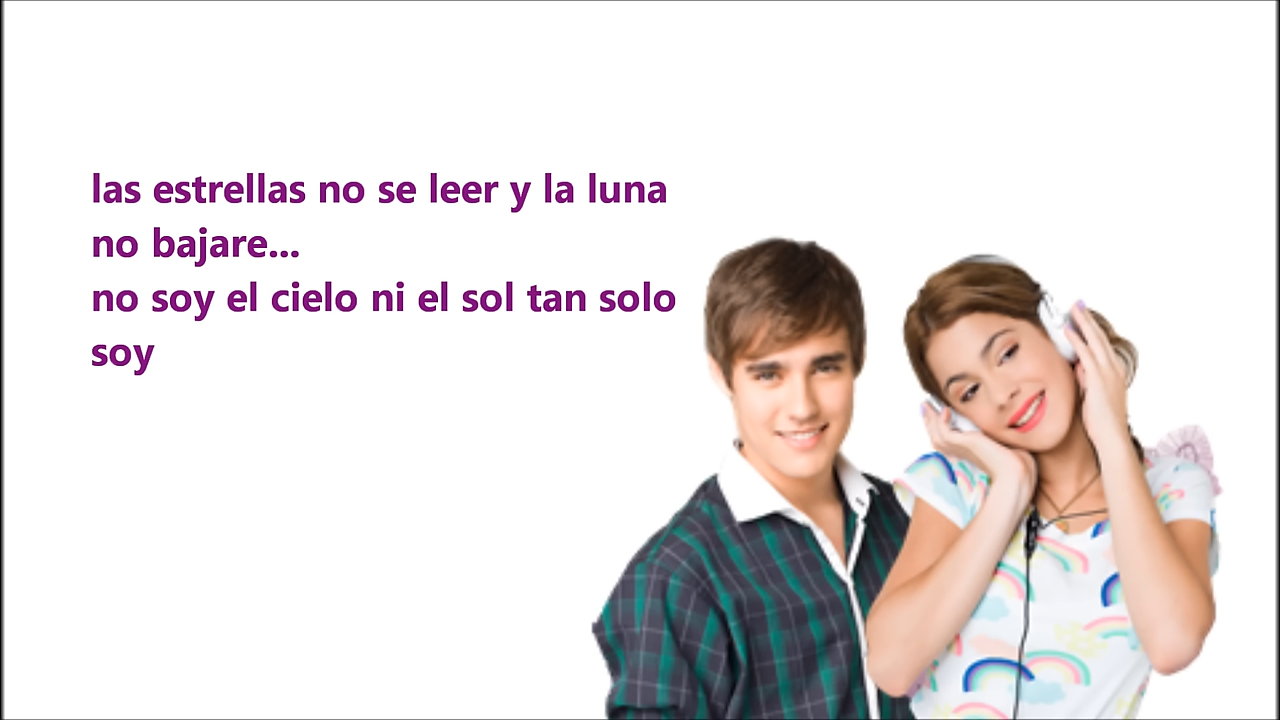 las estrellas no se leer y la luna
no bajare...
no soy el cielo ni el sol tan solo
soy